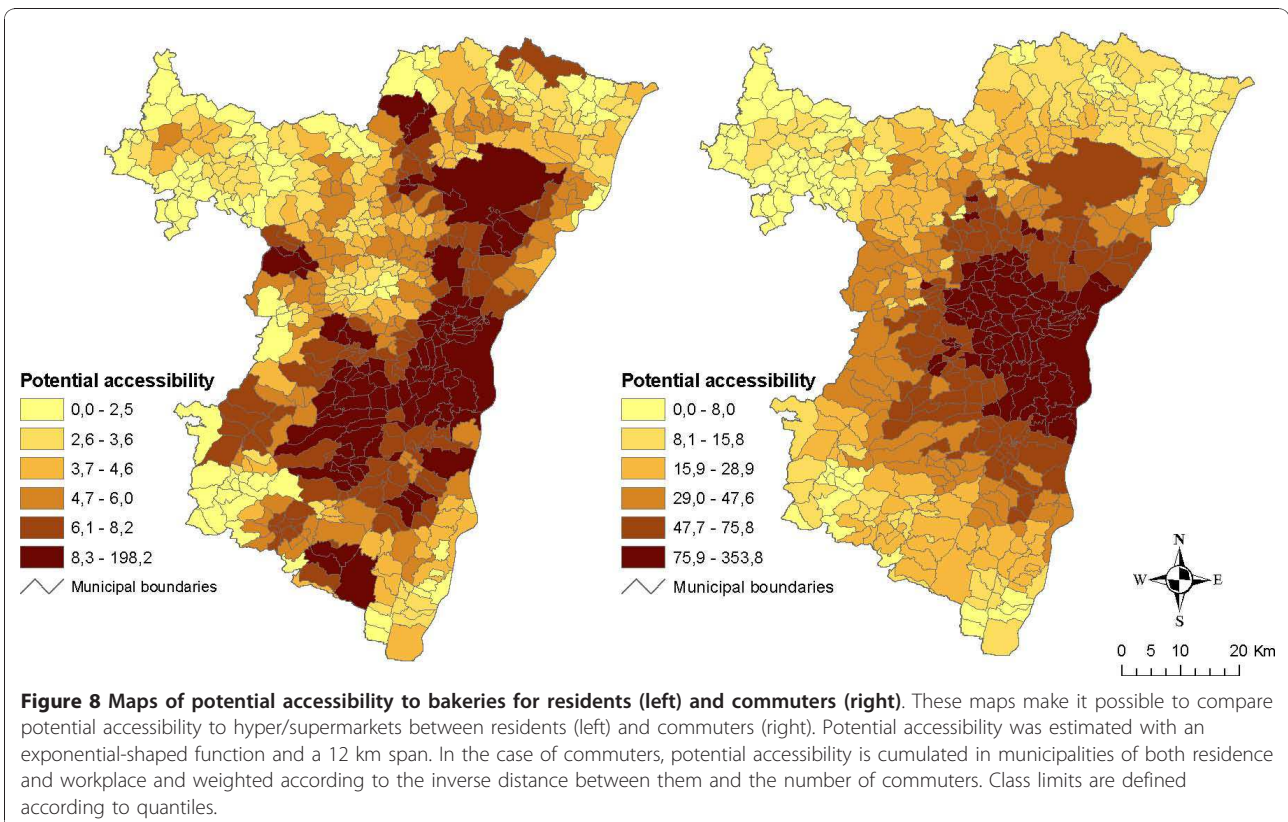 Potential accessibility
0,0 - 2,5
2,6 - 3,6
3,7 - 4,6
4,7 - 6,0
6,1 - 8,2
8,3 - 198,2
Municipal boundaries
Potential accessibility
0,0 - 8,0
8,1 - 15,8
15,9 - 28,9
29,0 - 47,6
47,7 - 75,8
75,9 - 353,8
Municipal boundaries
N
W E
S
0 5 10 20 Km
Figure 8 Maps of potential accessibility to bakeries for residents (left) and commuters (right). These maps make it possible to compare
potential accessibility to hyper/supermarkets between residents (left) and commuters (right). Potential accessibility was estimated with an
exponential-shaped function and a 12 km span. In the case of commuters, potential accessibility is cumulated in municipalities of both residence
and workplace and weighted according to the inverse distance between them and the number of commuters. Class limits are defined
according to quantiles.